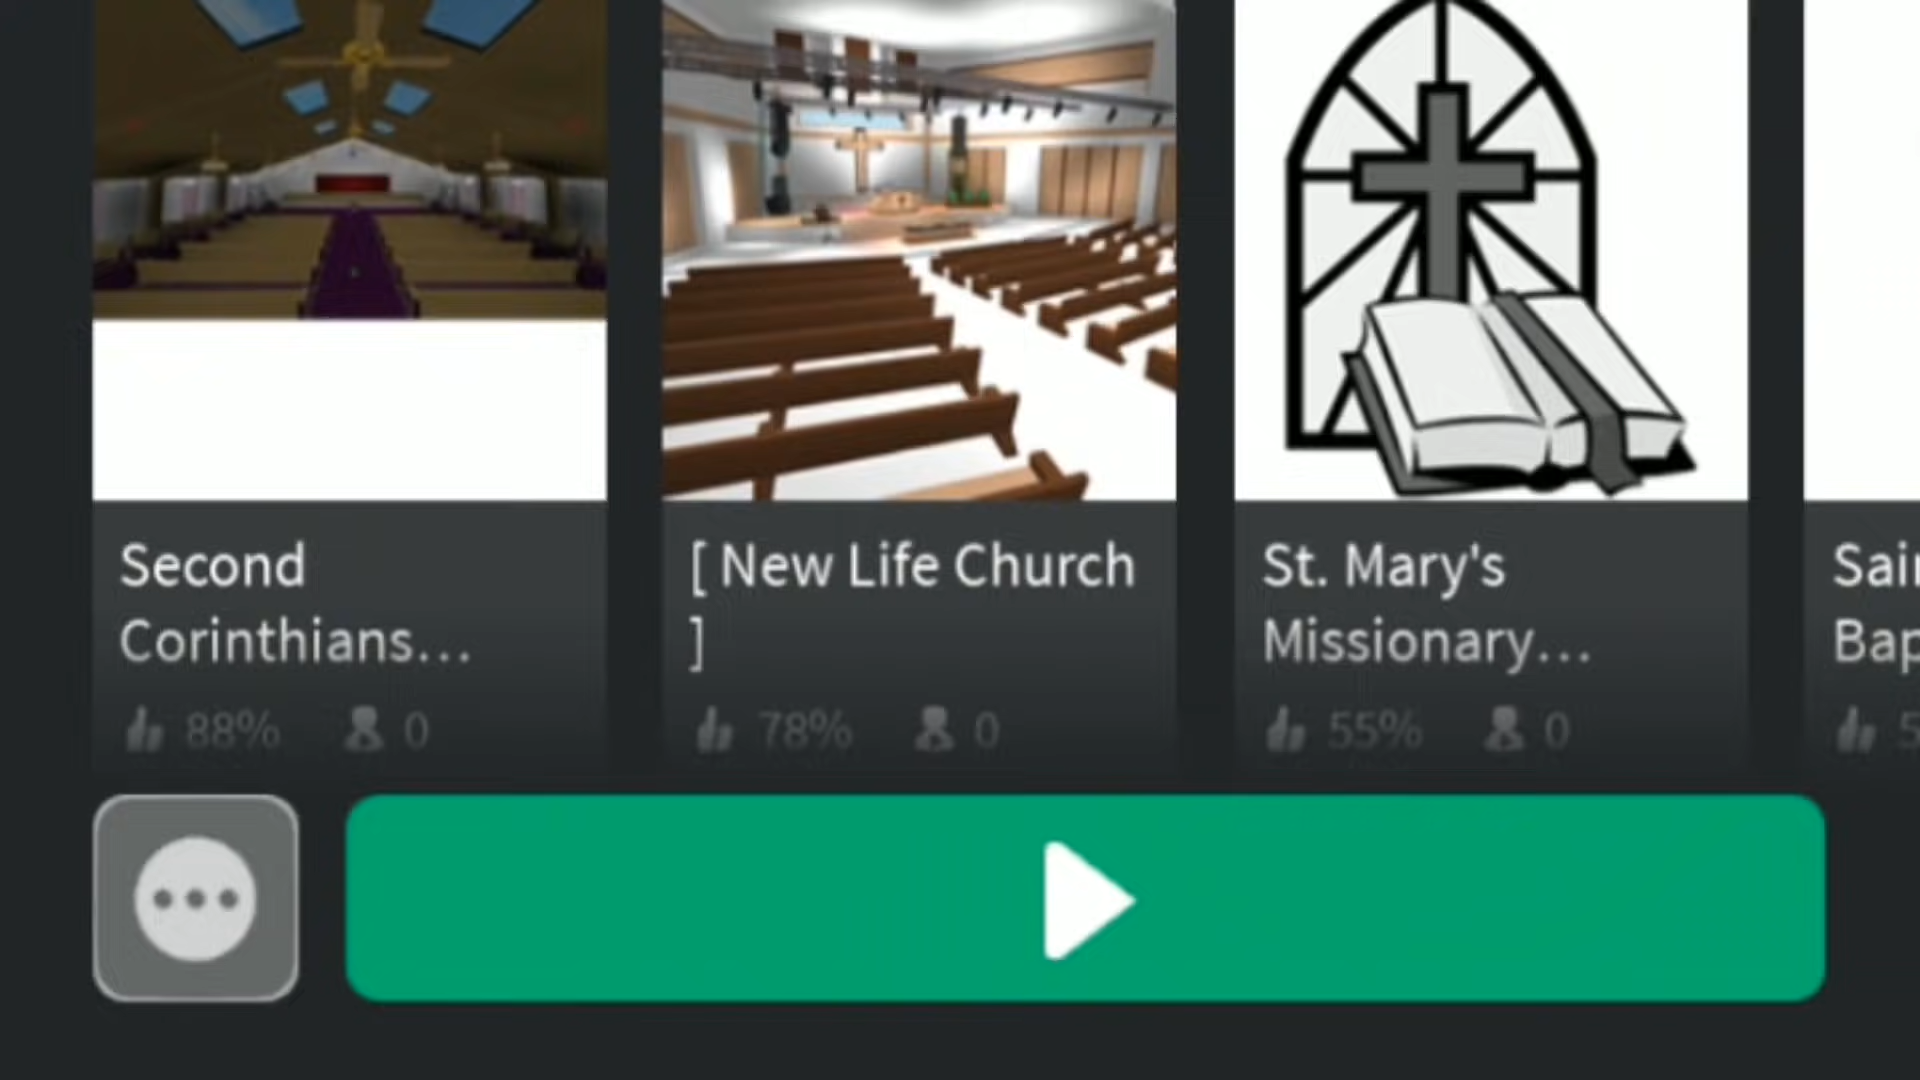 Second
Corinthians...
88% 0
[ New Life Church
]
78% 0
St. Mary's
Missionary...
55% 0